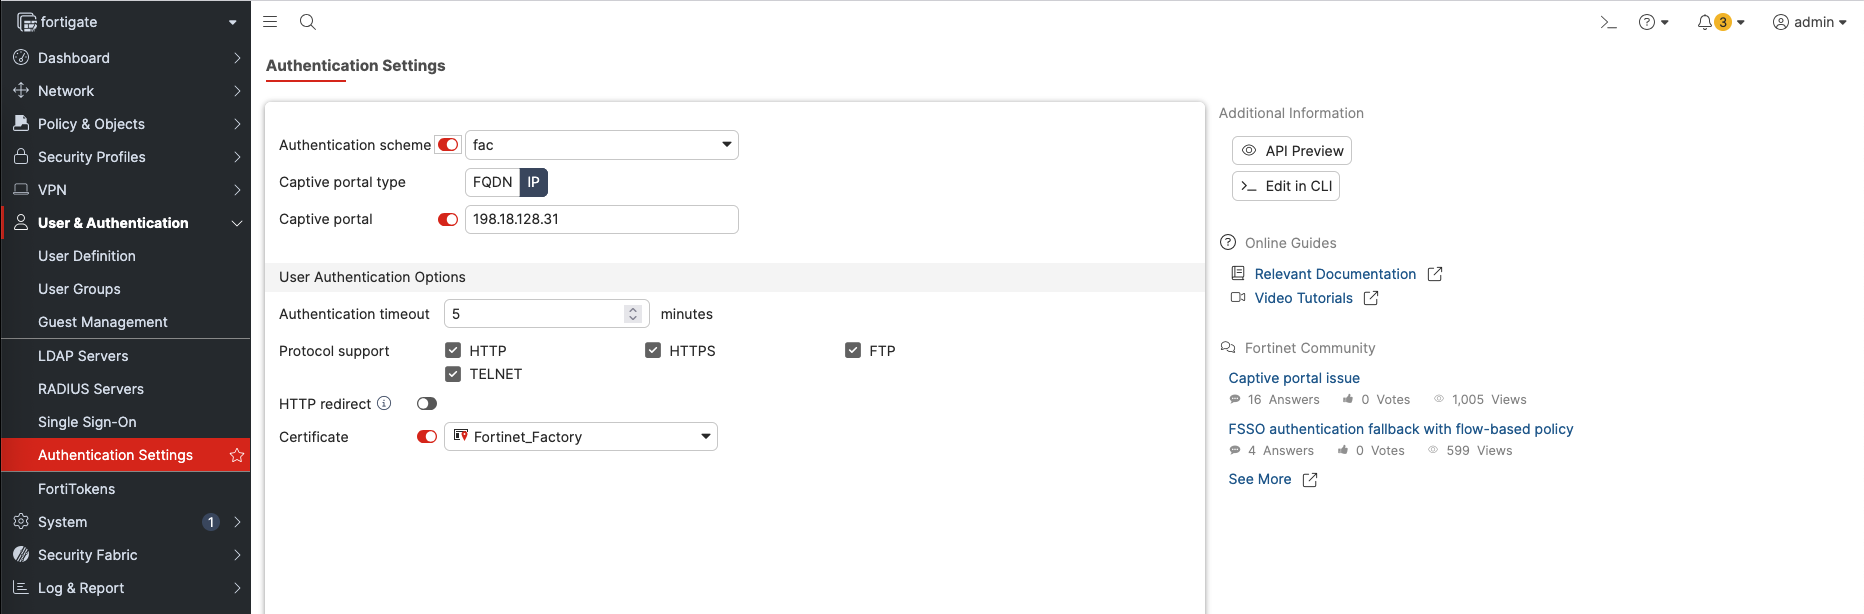 fortigate
3
admin
Dashboard
Network
Policy & Objects
Security Profiles
VPN
User & Authentication
User Definition
User Groups
Guest Management
LDAP Servers
RADIUS Servers
Single Sign-On
Authentication Settings
FortiTokens
System 1
Security Fabric
Log & Report
Authentication Settings
Authentication scheme fac
Captive portal type FQDN IP
Captive portal 198.18.128.31
User Authentication Options
Authentication timeout 5 minutes
Protocol support HTTP HTTPS FTP
TELNET
HTTP redirect
Certificate Fortinet_Factory
Additional Information
API Preview
Edit in CLI
Online Guides
Relevant Documentation
Video Tutorials
Fortinet Community
Captive portal issue
16 Answers 0 Votes 1,005 Views
FSSO authentication fallback with flow-based policy
4 Answers 0 Votes 599 Views
See More